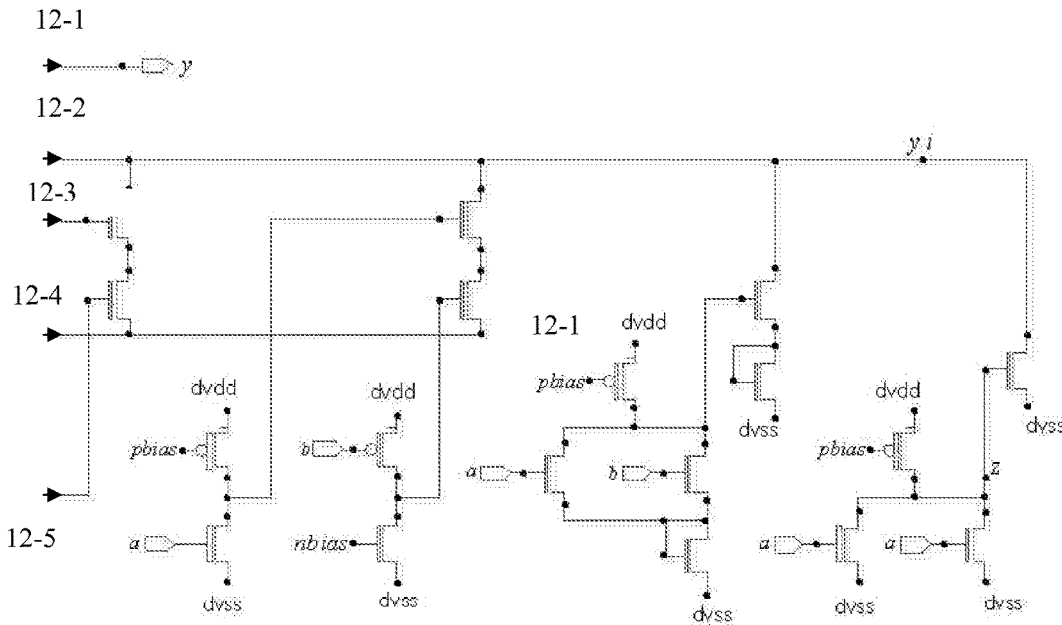 12-1
y
12-2
y i
12-3
12-4
12-1
dvdd
pbias
dvdd
dvdd
dvss
dvdd
dvss
pbias
b
a
b
pbias
z
12-5
a
nbias
a
a
dvss
dvss
dvss
dvss
dvss